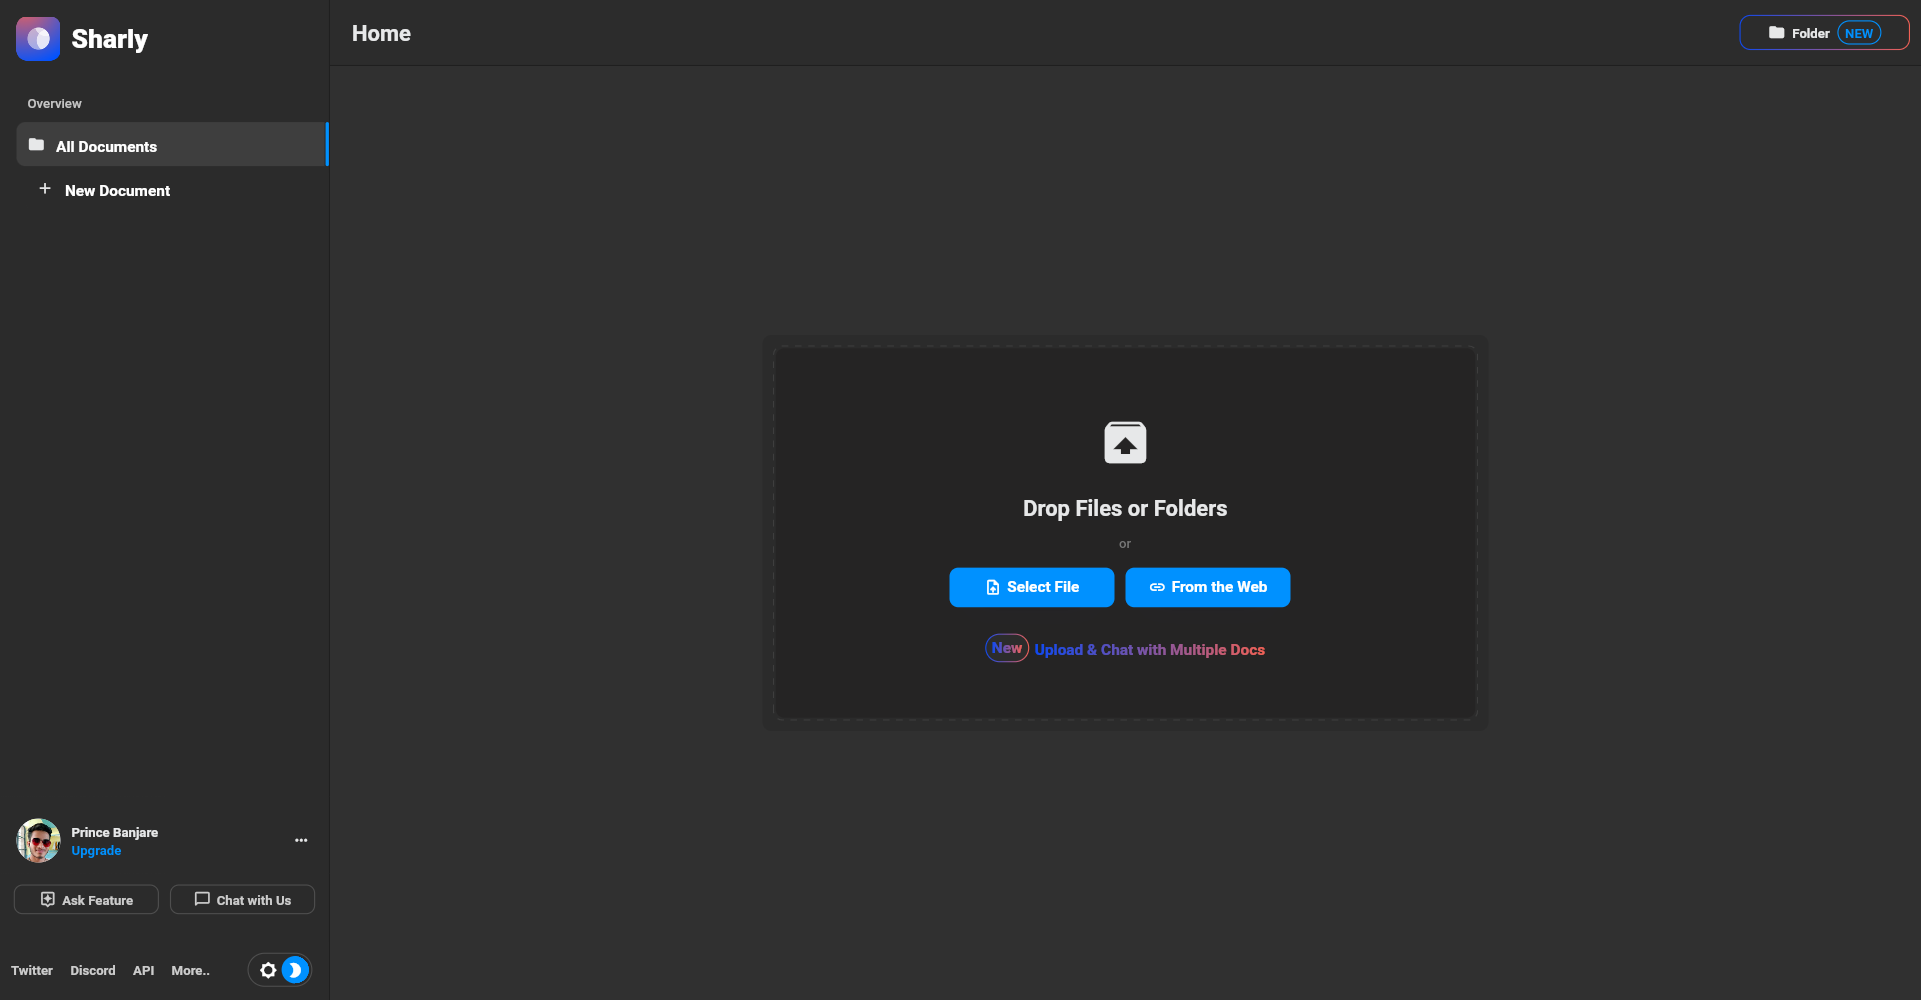 Sharly
Overview
All Documents
New Document
Prince Banjare
Upgrade
Ask Feature
Chat with Us
Twitter Discord API More..
Home
Folder NEW
Drop Files or Folders
or
Select File
From the Web
New Upload & Chat with Multiple Docs